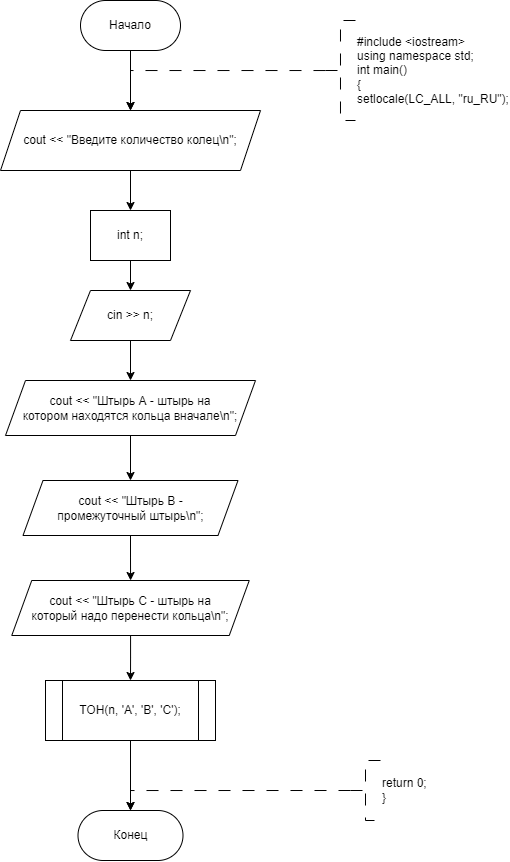 Начало
#include <iostream>
using namespace std;
int main()
{
setlocale(LC_ALL, "ru_RU");
cout << "Введите количество колец\n";
int n;
cin >> n;
cout << "Штырь А - штырь на
котором находятся кольца вначале\n";
cout << "Штырь В -
промежуточный штырь\n";
cout << "Штырь С - штырь на
который надо перенести кольца\n";
TOH(n, 'A', 'B', 'C');
return 0;
}
Конец